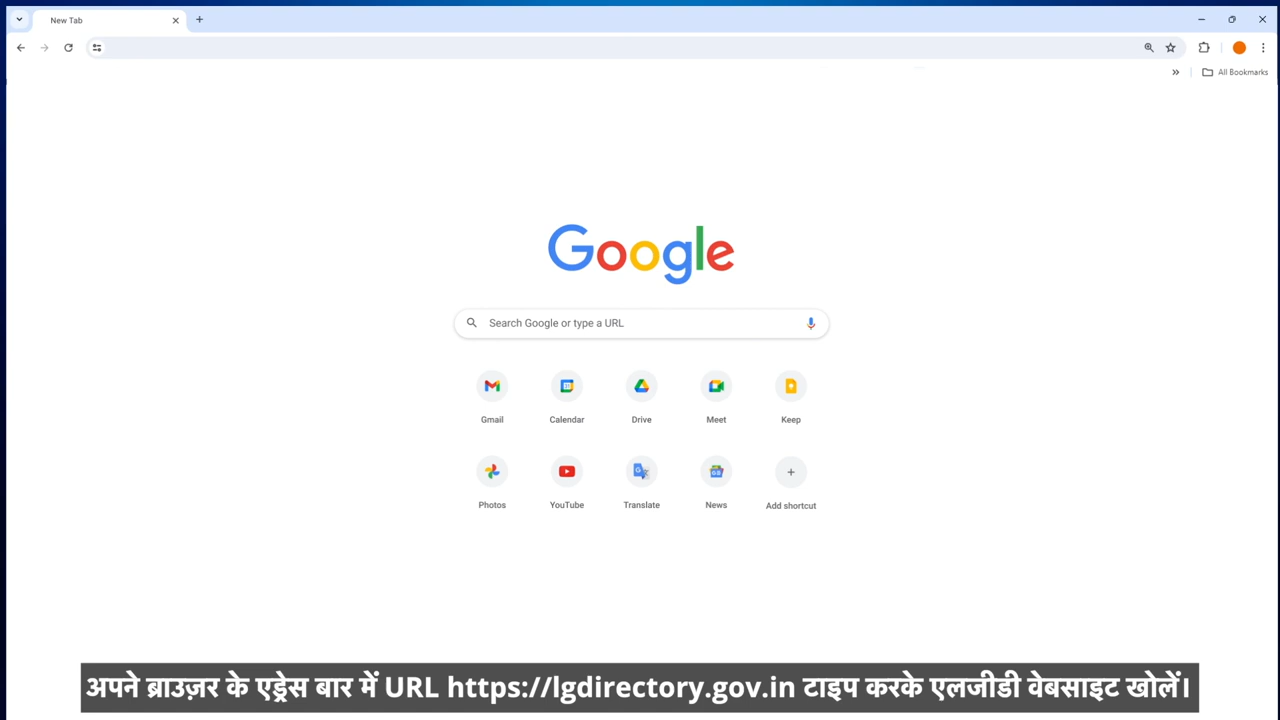 New Tab
All Bookmarks
Google
Search Google or type a URL
Gmail Calendar Drive Meet Keep
Photos YouTube Translate News Add shortcut
अपने ब्राउज़र के एड्रेस बार में URL https://lgdirectory.gov.in टाइप करके एलजीडी वेबसाइट खोलें।